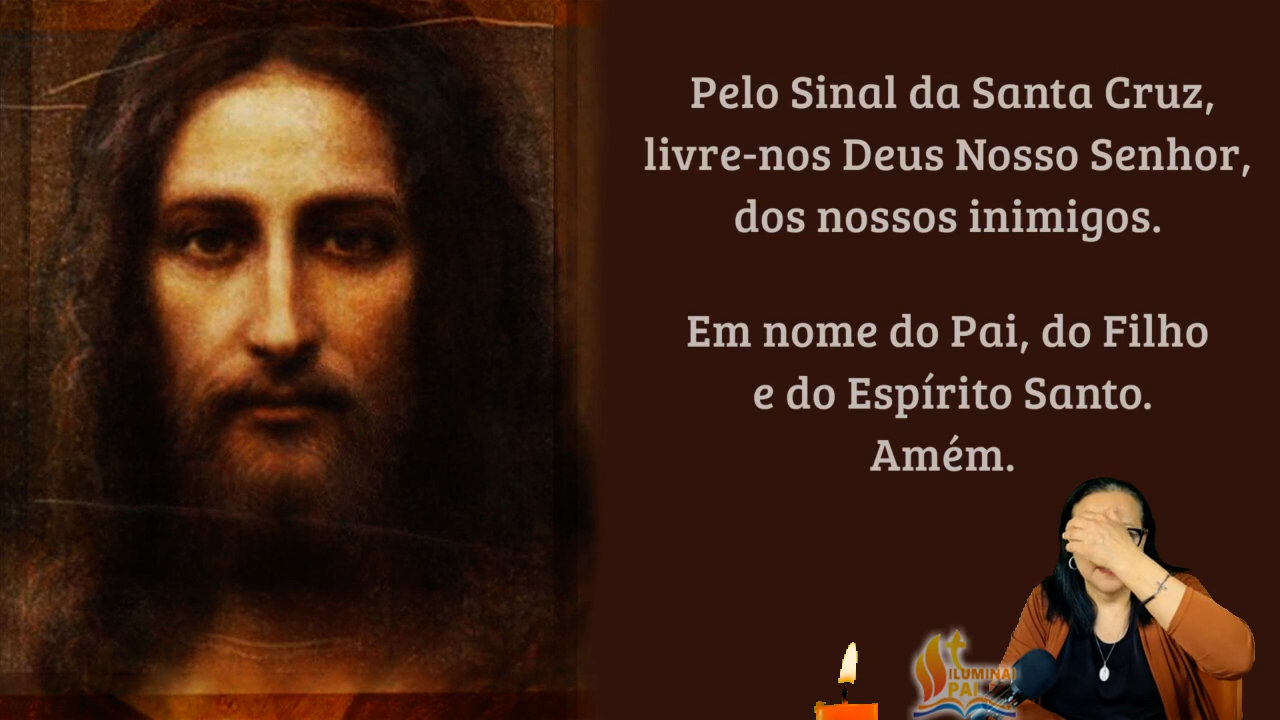 Pelo Sinal da Santa Cruz,
livre-nos Deus Nosso Senhor,
dos nossos inimigos.
Em nome do Pai, do Filho
e do Espírito Santo.
Amém.
ILUMINAI
PAI